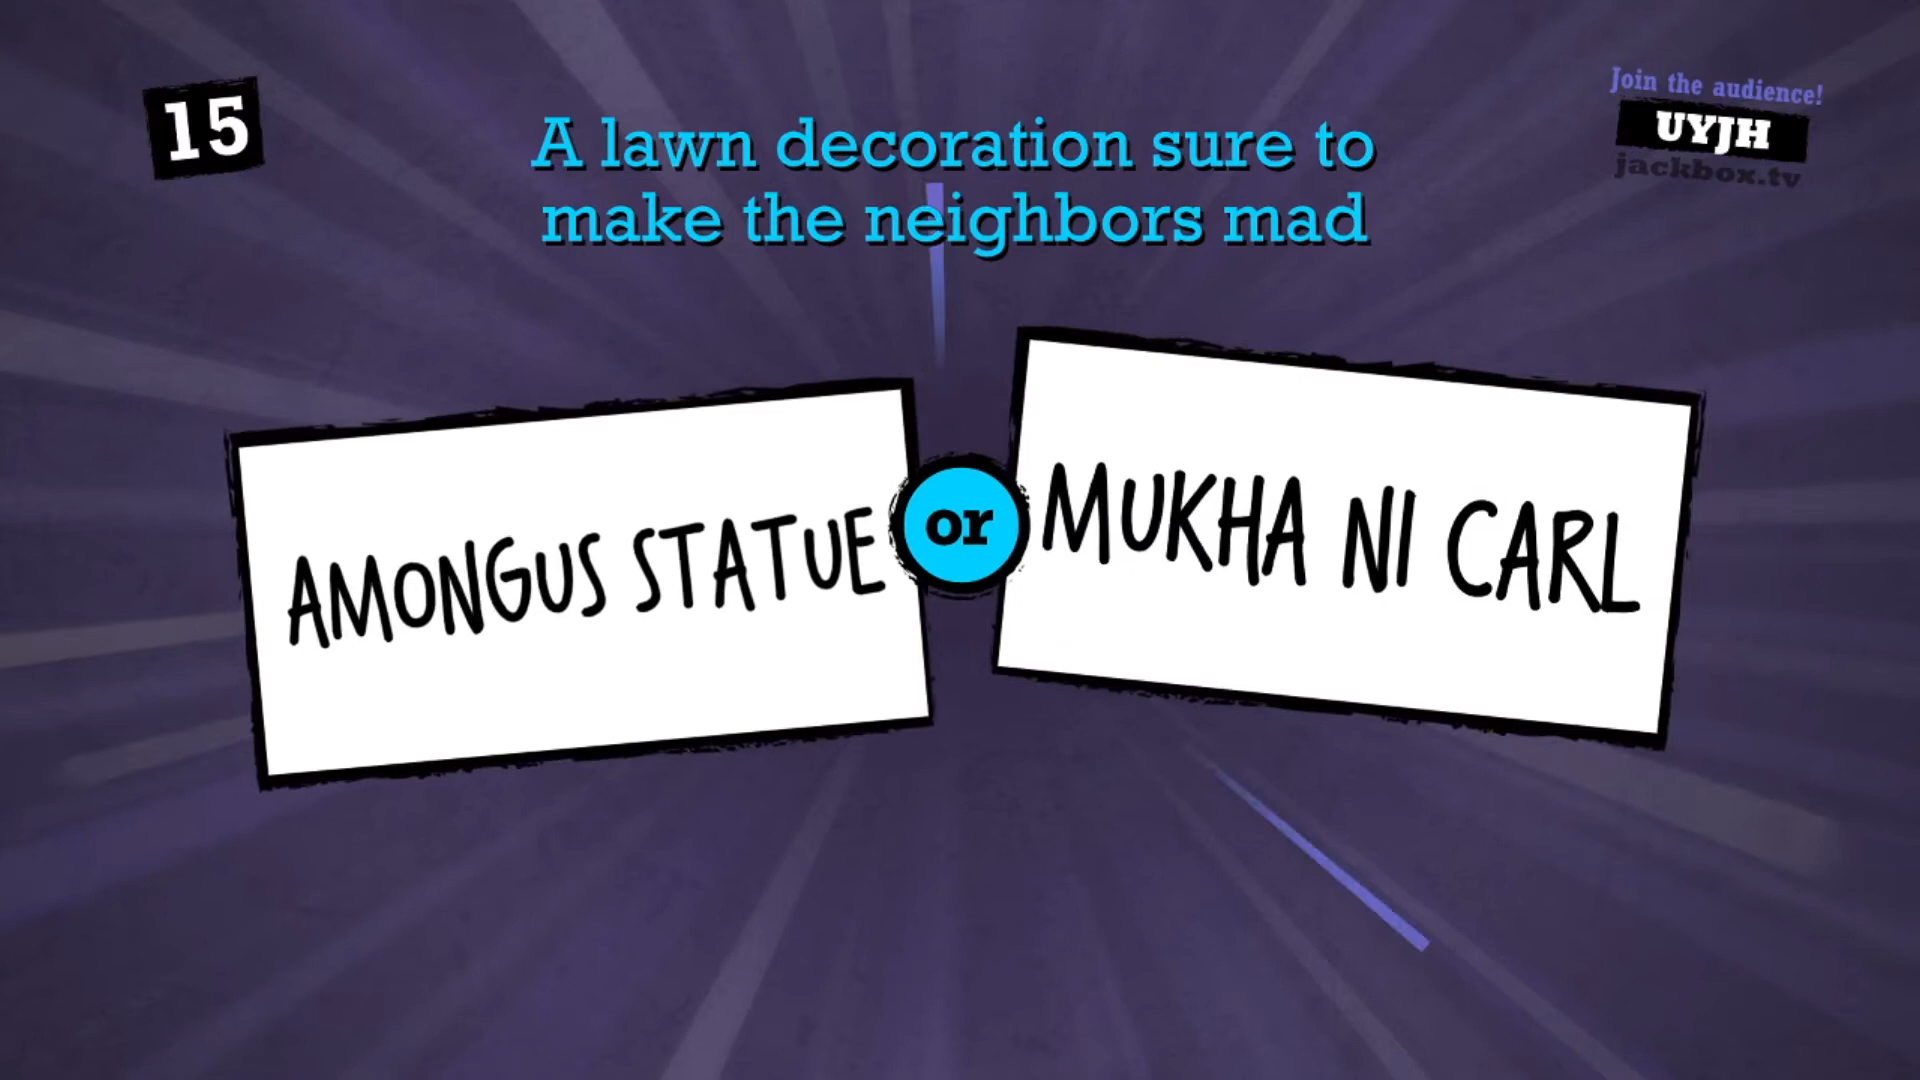 15
A lawn decoration sure to
make the neighbors mad
Join the audience!
UYJH
jackbox.tv
AMONGUS STATUE
or
MUKHA NI CARL